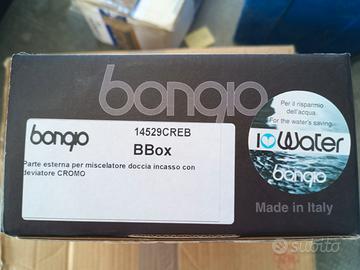 bongio
bongio
14529CREB
BBox
Parte esterna per miscelatore doccia incasso con
deviatore CROMO
Per il risparmio
dell'acqua.
For the water's saving...
I Water
bongio
Made in Italy
subito